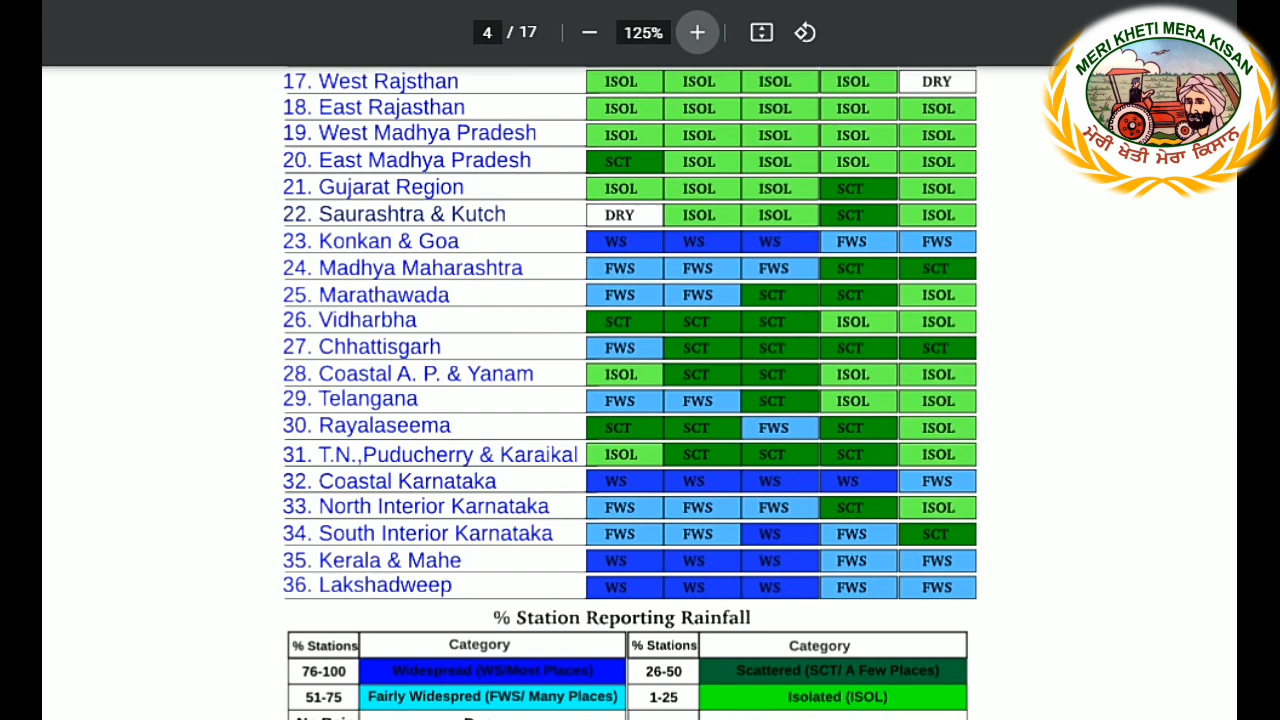 4 / 17 125%
MERI KHETI MERA KISAN
ਮੇਰੀ ਖੇਤੀ ਮੇਰਾ ਕਿਸਾਨ
17. West Rajsthan ISOL ISOL ISOL ISOL DRY
18. East Rajasthan ISOL ISOL ISOL ISOL ISOL
19. West Madhya Pradesh ISOL ISOL ISOL ISOL ISOL
20. East Madhya Pradesh SCT ISOL ISOL ISOL ISOL
21. Gujarat Region ISOL ISOL ISOL SCT ISOL
22. Saurashtra & Kutch DRY ISOL ISOL SCT ISOL
23. Konkan & Goa WS WS WS FWS FWS
24. Madhya Maharashtra FWS FWS FWS SCT SCT
25. Marathawada FWS FWS SCT SCT ISOL
26. Vidharbha SCT SCT SCT ISOL ISOL
27. Chhattisgarh FWS SCT SCT SCT SCT
28. Coastal A. P. & Yanam ISOL SCT SCT ISOL ISOL
29. Telangana FWS FWS SCT ISOL ISOL
30. Rayalaseema SCT SCT FWS SCT ISOL
31. T.N.,Puducherry & Karaikal ISOL SCT SCT SCT ISOL
32. Coastal Karnataka WS WS WS WS FWS
33. North Interior Karnataka FWS FWS FWS SCT ISOL
34. South Interior Karnataka FWS FWS WS FWS SCT
35. Kerala & Mahe WS WS WS FWS FWS
36. Lakshadweep WS WS WS FWS FWS
% Station Reporting Rainfall
% Stations Category % Stations Category
76-100 Widespread (WS/Most Places) 26-50 Scattered (SCT/ A Few Places)
51-75 Fairly Widespred (FWS/ Many Places) 1-25 Isolated (ISOL)